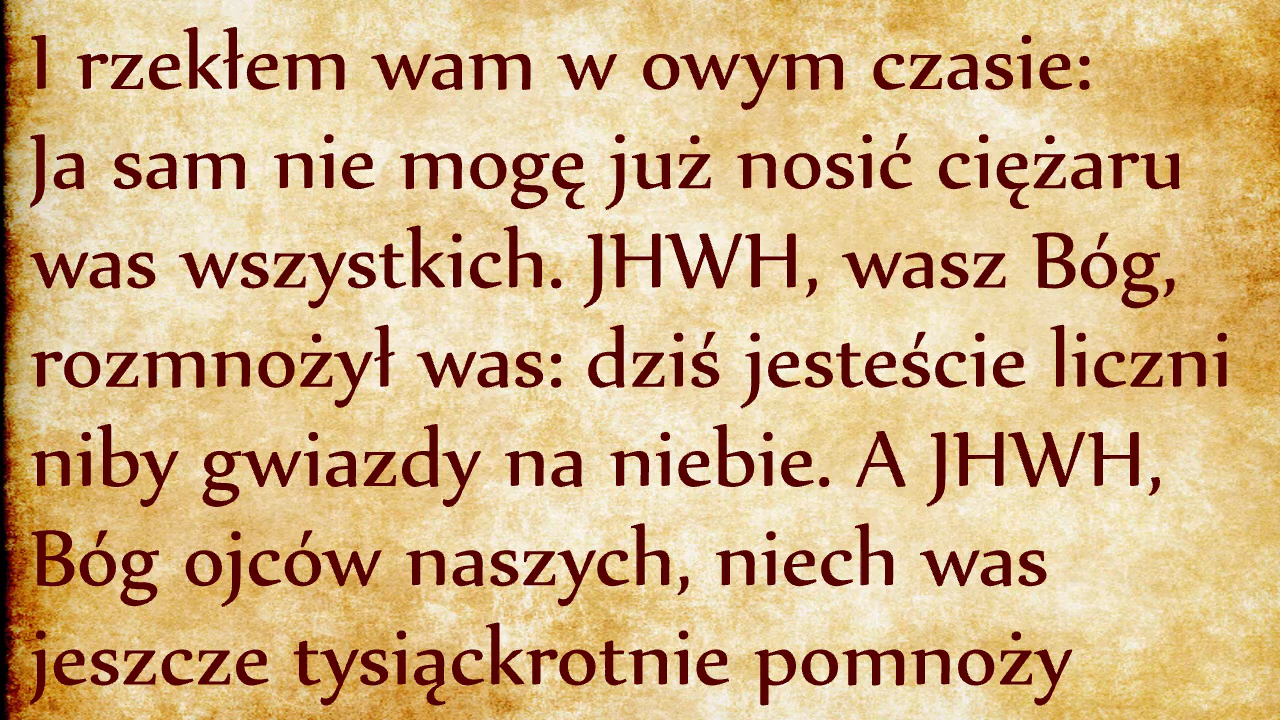 I rzekłem wam w owym czasie:
Ja sam nie mogę już nosić ciężaru
was wszystkich. JHWH, wasz Bóg,
rozmnożył was: dziś jesteście liczni
niby gwiazdy na niebie. A JHWH,
Bóg ojców naszych, niech was
jeszcze tysiąckrotnie pomnoży